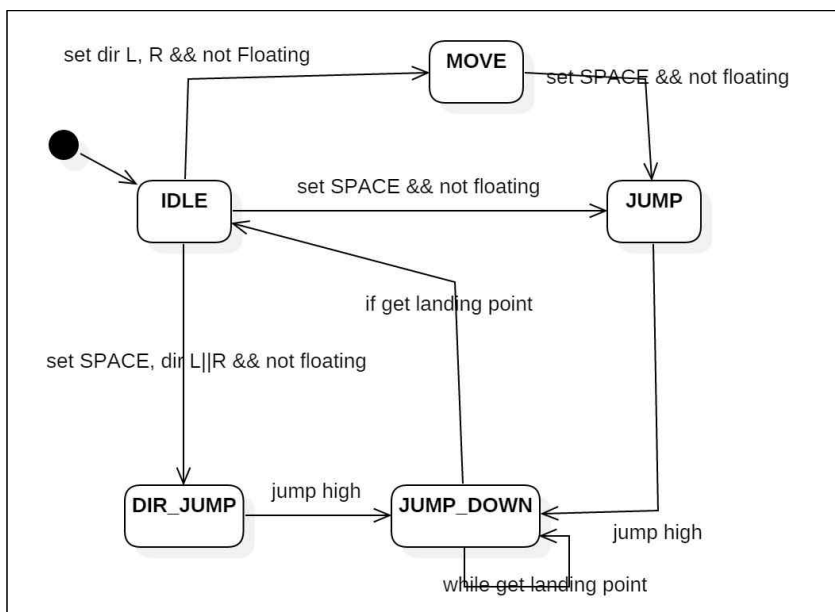 set dir L, R && not Floating
MOVE
set SPACE && not floating
IDLE
set SPACE && not floating
JUMP
if get landing point
set SPACE, dir L||R && not floating
DIR_JUMP
jump high
JUMP_DOWN
jump high
while get landing point